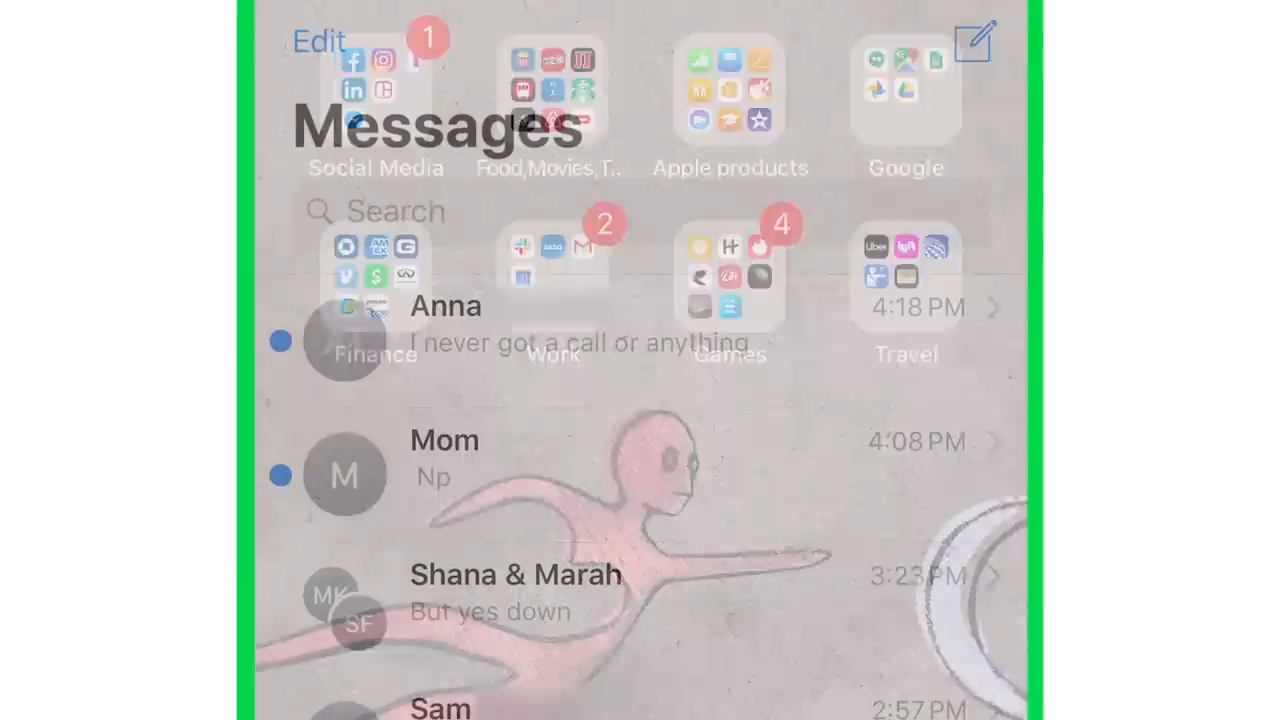 Edit
1
Messages
Social Media
Food,Movies,T...
Apple products
Google
Search
2
4
Anna
4:18 PM
I never got a call or anything
Finance
Work
Games
Travel
Mom
4:08 PM
M
Np
Shana & Marah
3:23 PM
MK
SF
But yes down
Sam
2:57 PM